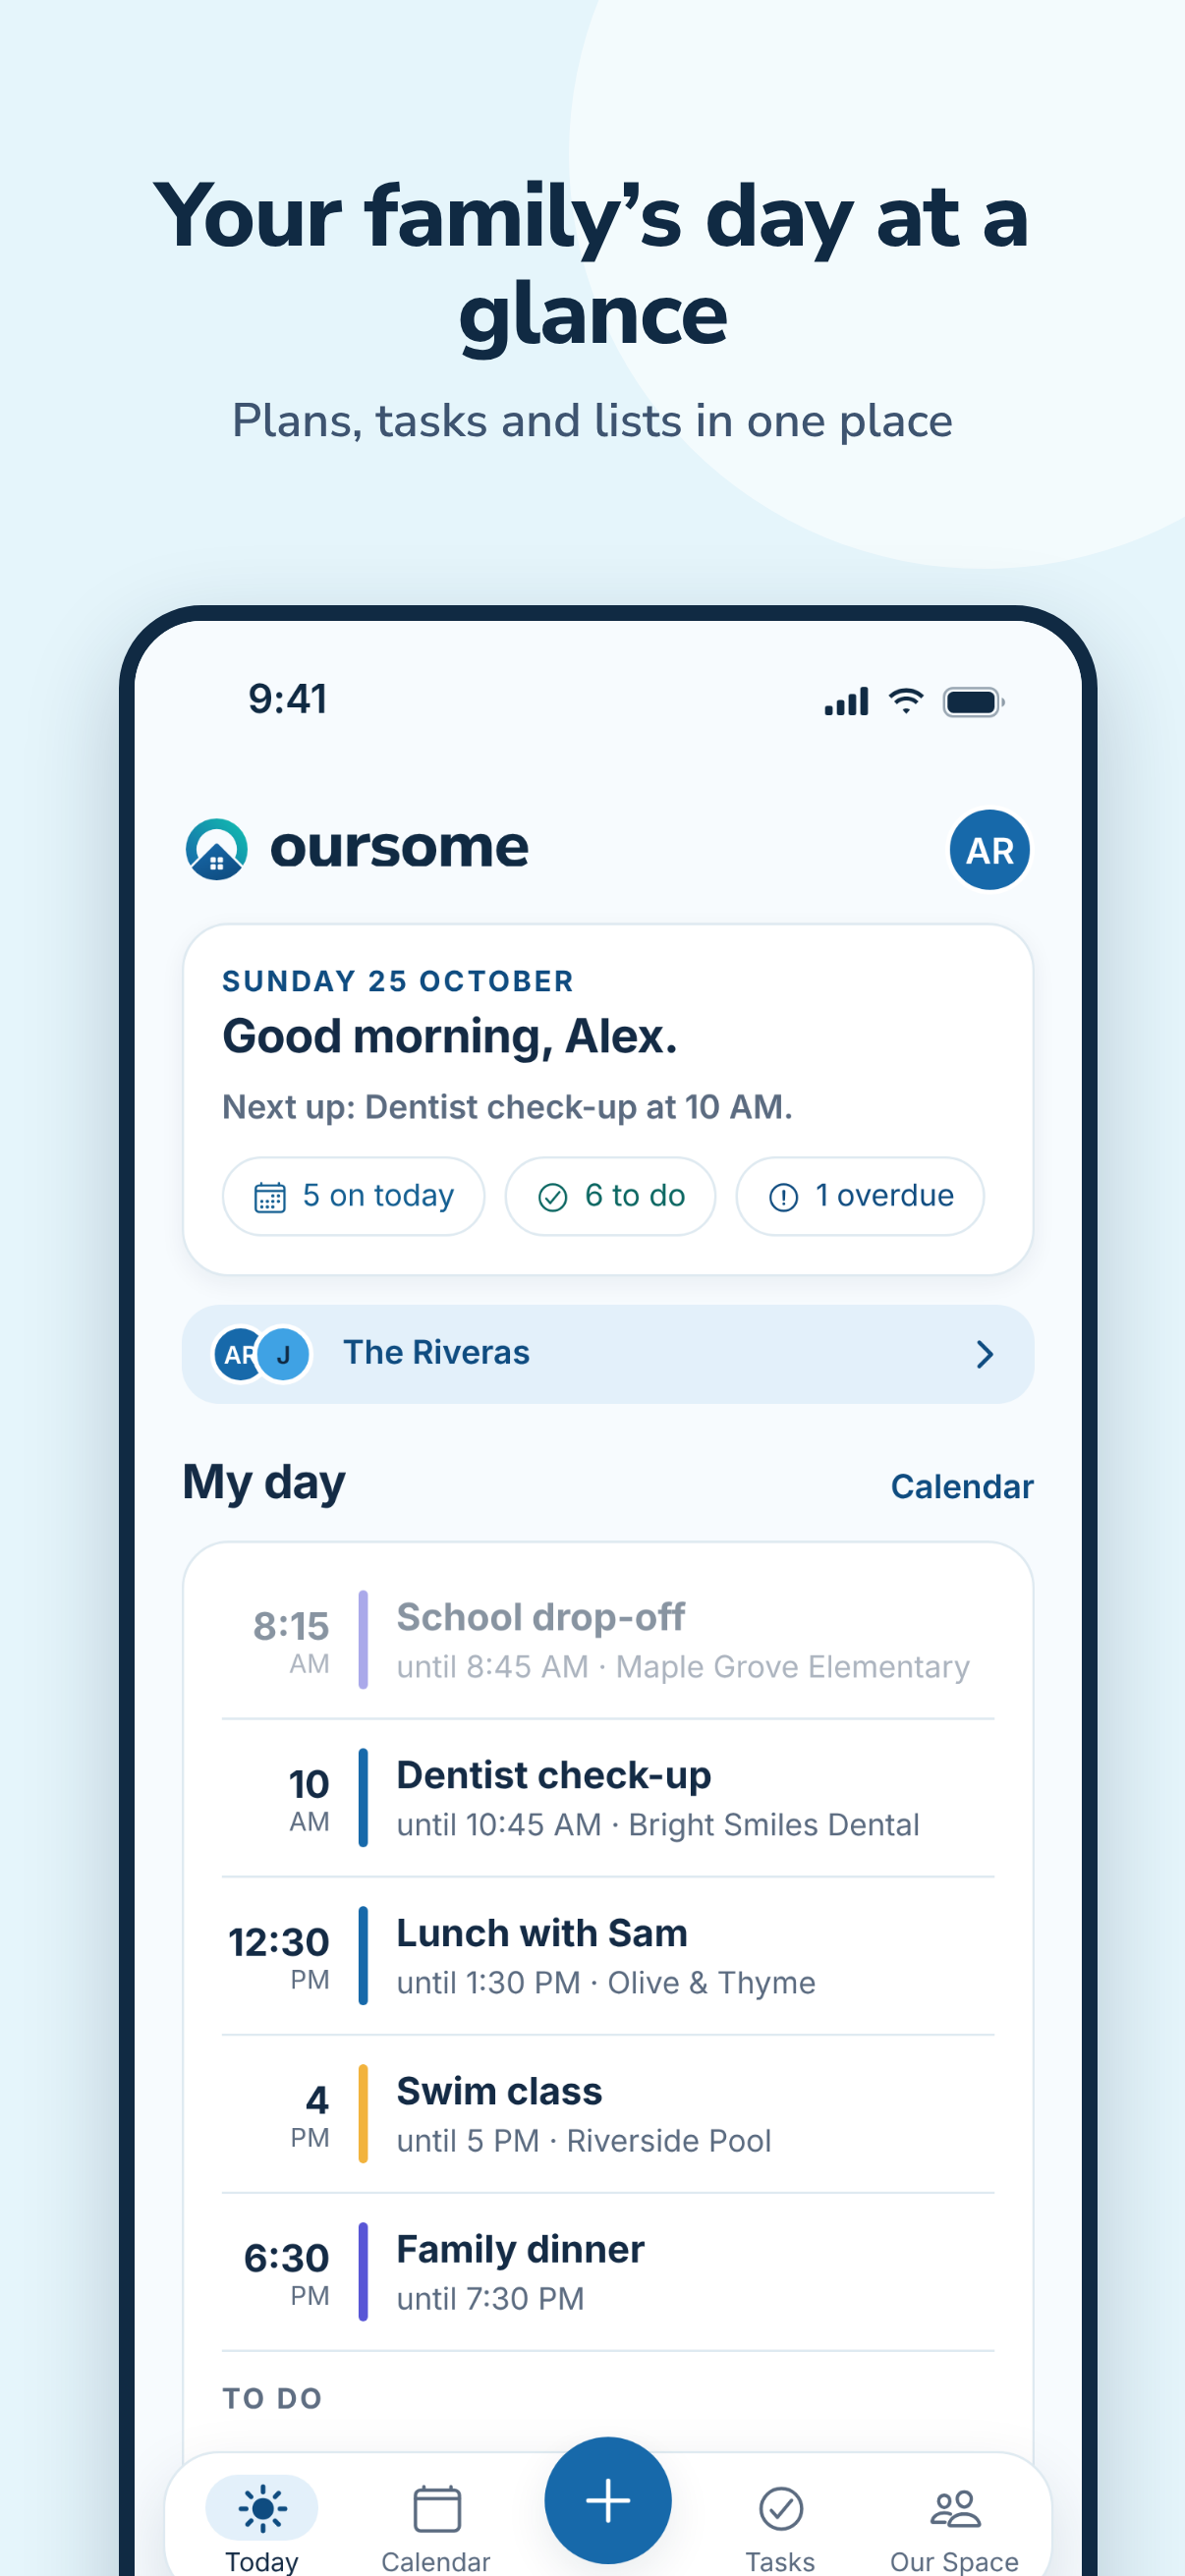 Your family’s day at a
glance
Plans, tasks and lists in one place
9:41
oursome
AR
SUNDAY 25 OCTOBER
Good morning, Alex.
Next up: Dentist check-up at 10 AM.
5 on today
6 to do
1 overdue
AR
J
The Riveras
My day
Calendar
8:15
AM
School drop-off
until 8:45 AM · Maple Grove Elementary
10
AM
Dentist check-up
until 10:45 AM · Bright Smiles Dental
12:30
PM
Lunch with Sam
until 1:30 PM · Olive & Thyme
4
PM
Swim class
until 5 PM · Riverside Pool
6:30
PM
Family dinner
until 7:30 PM
TO DO
Today
Calendar
Tasks
Our Space